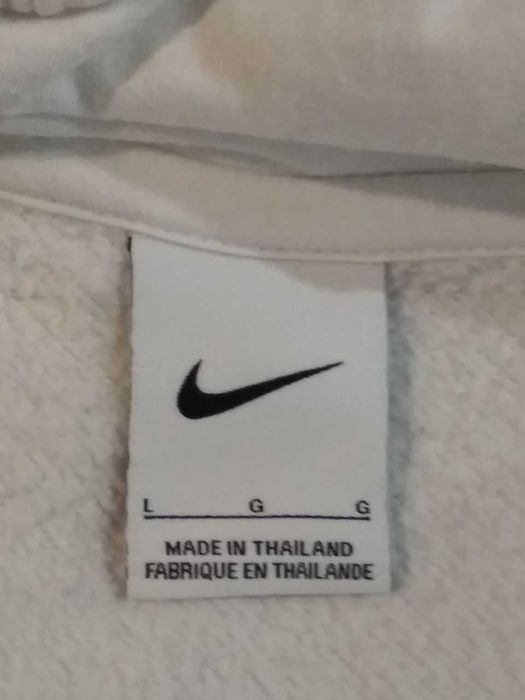 L G G
MADE IN THAILAND
FABRIQUE EN THAILANDE